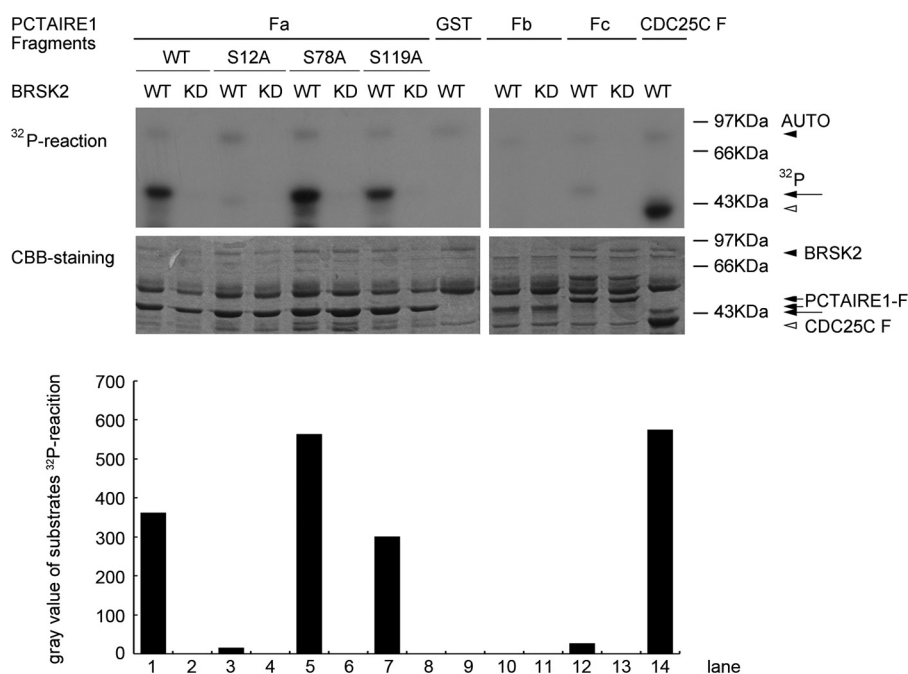 PCTAIRE1 Fragments Fa GST Fb Fc CDC25C F
WT S12A S78A S119A
BRSK2 WT KD WT KD WT KD WT KD WT WT KD WT KD WT
32P-reaction
97KDa AUTO
66KDa
32P
43KDa
CBB-staining
97KDa
BRSK2
66KDa
PCTAIRE1-F
43KDa
CDC25C F
gray value of substrates 32P-reacition
700
600
500
400
300
200
100
0
1 2 3 4 5 6 7 8 9 10 11 12 13 14 lane